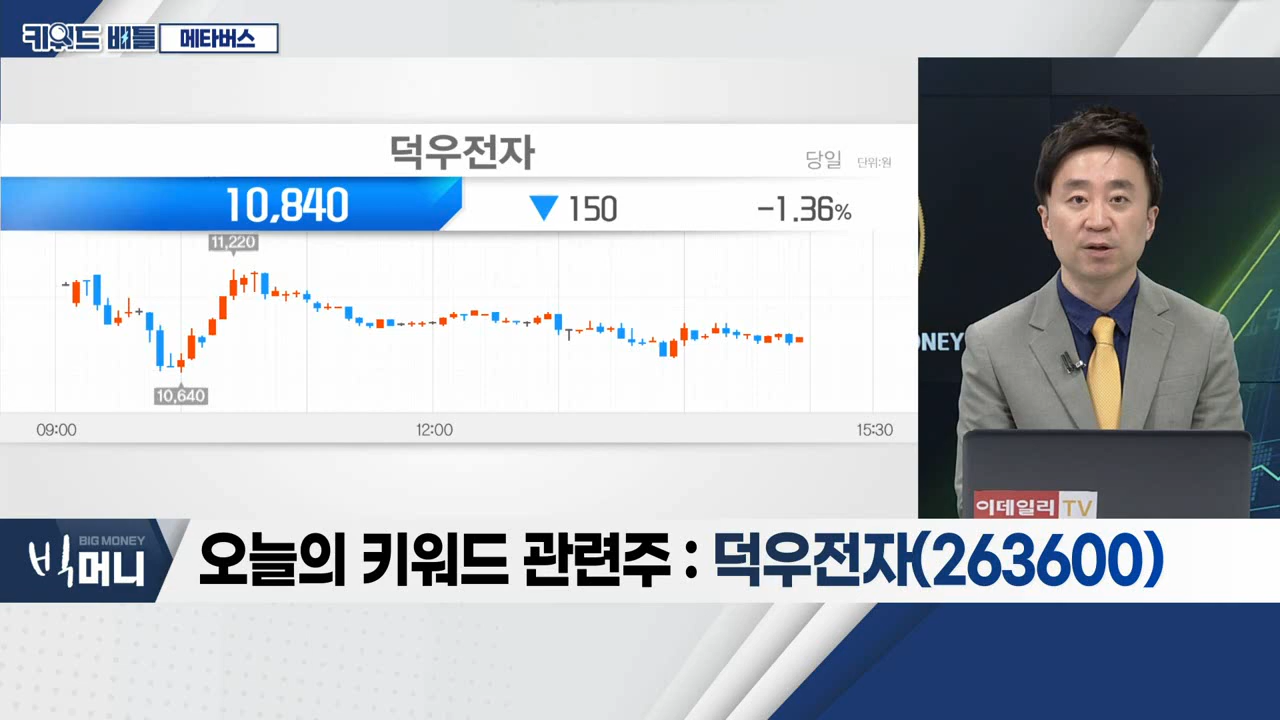 키워드 배틀 메타버스
덕우전자
당일 단위:원
10,840 ▼ 150 -1.36%
11,220
10,640
09:00 12:00 15:30
ONEY
이데일리 TV
BIG MONEY
빅머니
오늘의 키워드 관련주 : 덕우전자(263600)